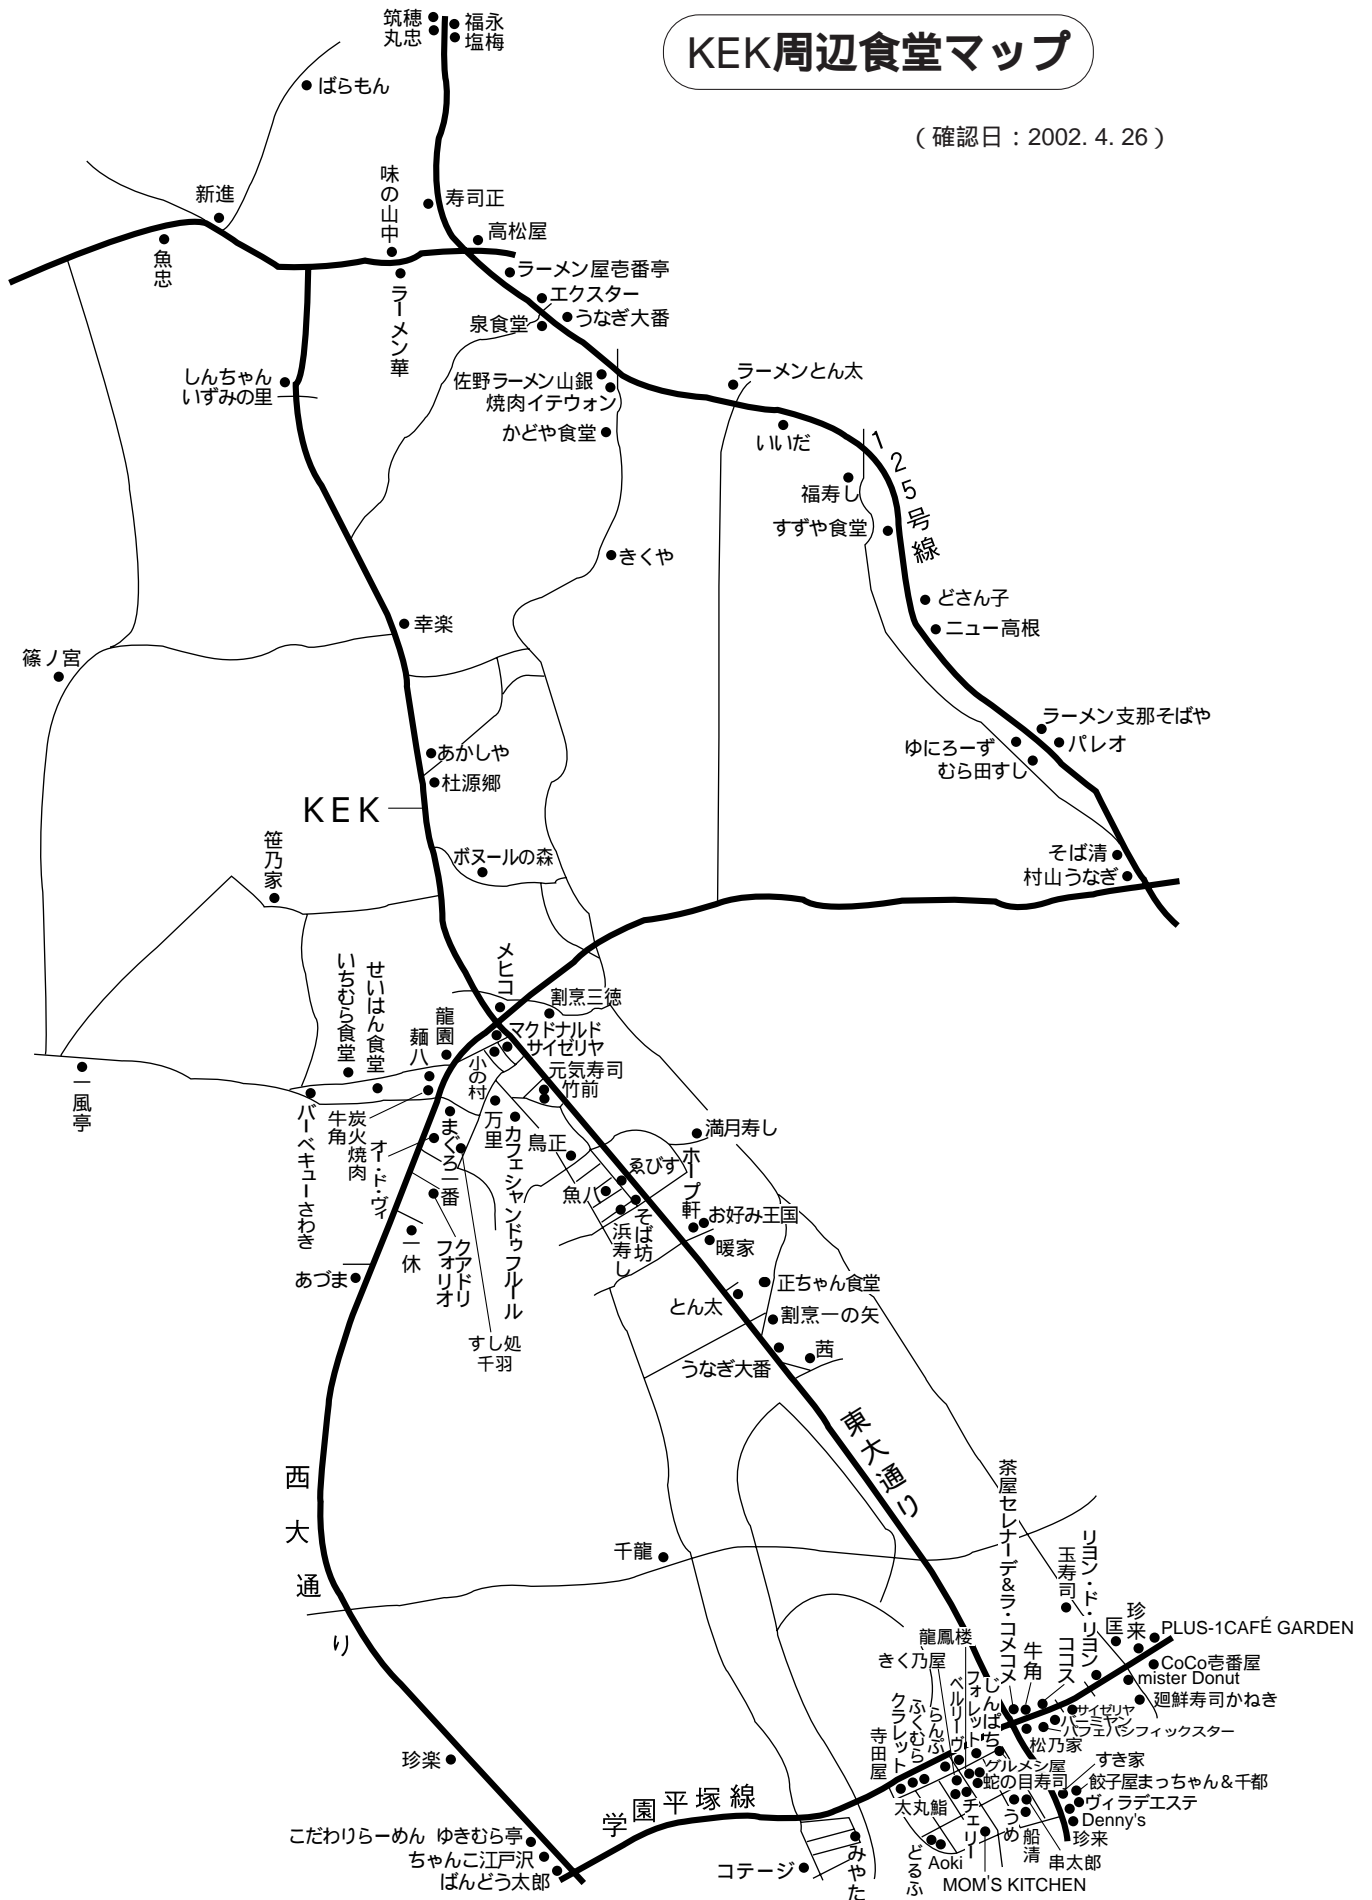 KEK周辺食堂マップ
（確認日：2002. 4. 26）
筑穂
丸忠
福永
塩梅
ばらもん
新進
味の山中
寿司正
高松屋
魚忠
ラーメン屋壱番亭
エクスター
うなぎ大番
泉食堂
ラーメン華
しんちゃん
いずみの里
佐野ラーメン山銀
焼肉イテウォン
かどや食堂
ラーメンとん太
いいだ
125号線
福寿し
すずや食堂
きくや
どさん子
ニュー高根
幸楽
篠ノ宮
ラーメン支那そばや
ゆにろーず
パレオ
むら田すし
あかしや
杜源郷
KEK
笹乃家
ボヌールの森
そば清
村山うなぎ
メヒコ
割烹三徳
いちむら食堂
せいはん食堂
龍園
麺八
マクドナルド
サイゼリヤ
小の村
元気寿司
竹前
一風亭
バーベキューさわき
炭火焼肉
牛角
オー・ド・ヴィ
まぐろ一番
万里
カフェシャンドゥフルール
鳥正
満月寿し
ゑびす
ホープ軒
魚八
浜寿し
そば坊
お好み王国
暖家
一休
クアドリ
フォリオ
あづま
すし処
千羽
正ちゃん食堂
とん太
割烹一の矢
うなぎ大番
茜
東大通り
西大通り
千龍
茶屋セレナーデ&ラ・コメコメ
リヨン・ド・リヨン
玉寿司
珍来
匡
PLUS-1CAFÉ GARDEN
龍鳳楼
きく乃屋
牛角
ココス
CoCo壱番屋
mister Donut
廻鮮寿司かねき
サイゼリヤ
バーミヤン
パフェパシフィックスター
松乃家
じんぱち
フォレット
ベルリーヴ
らんぷ
ふくむら
クラレット
寺田屋
グルメシ屋
蛇の目寿司
すき家
餃子屋まっちゃん＆千都
ヴィラデエステ
Denny's
珍来
太丸鮨
チェリー
うめ
船清
串太郎
どるふ
Aoki
MOM'S KITCHEN
珍楽
学園平塚線
こだわりらーめん ゆきむら亭
ちゃんこ江戸沢
ばんどう太郎
コテージ
みやた